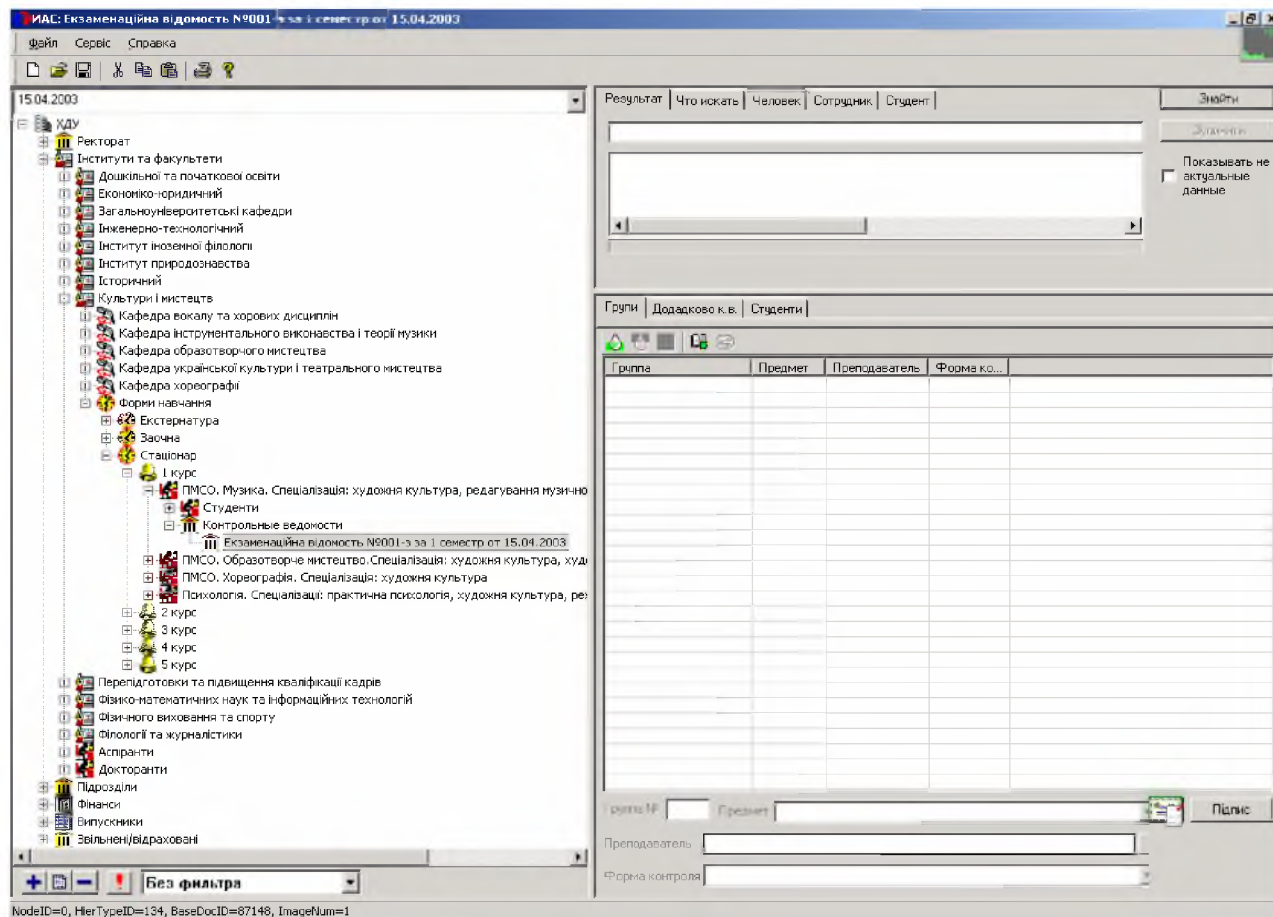 ИАС: Екзаменаційна відомость №001-з за 1 семестр от 15.04.2003
Файл Сервіс Справка
15.04.2003
ХДУ
Ректорат
Інститути та факультети
Дошкільної та початкової освіти
Економіко-юридичний
Загальноуніверситетські кафедри
Інженерно-технологічний
Інститут іноземної філології
Інститут природознавства
Історичний
Культури і мистецтв
Кафедра вокалу та хорових дисциплін
Кафедра інструментального виконавства і теорії музики
Кафедра образотворчого мистецтва
Кафедра української культури і театрального мистецтва
Кафедра хореографії
Форми навчання
Екстернатура
Заочна
Стаціонар
1 курс
ПМСО. Музика. Спеціалізація: художня культура, редагування музично
Студенти
Контрольные ведомости
Екзаменаційна відомость №001-з за 1 семестр от 15.04.2003
ПМСО. Образотворче мистецтво.Спеціалізація: художня культура, худ
ПМСО. Хореографія. Спеціалізація: художня культура
Психологія. Спеціалізації: практична психологія, художня культура, ре
2 курс
3 курс
4 курс
5 курс
Перепідготовки та підвищення кваліфікації кадрів
Фізико-математичних наук та інформаційних технологій
Фізичного виховання та спорту
Філології та журналістики
Аспіранти
Докторанти
Підрозділи
Фінанси
Випускники
Звільнені/відраховані
Без фильтра
NodeID=0, HierTypeID=134, BaseDocID=87148, ImageNum=1
Результат Что искать Человек Сотрудник Студент
Знайти
Показывать не
актуальные
данные
Групи Додадково к.в. Студенти
Группа Предмет Преподаватель Форма ко...
Группа № Предмет Підпис
Преподаватель
Форма контроля